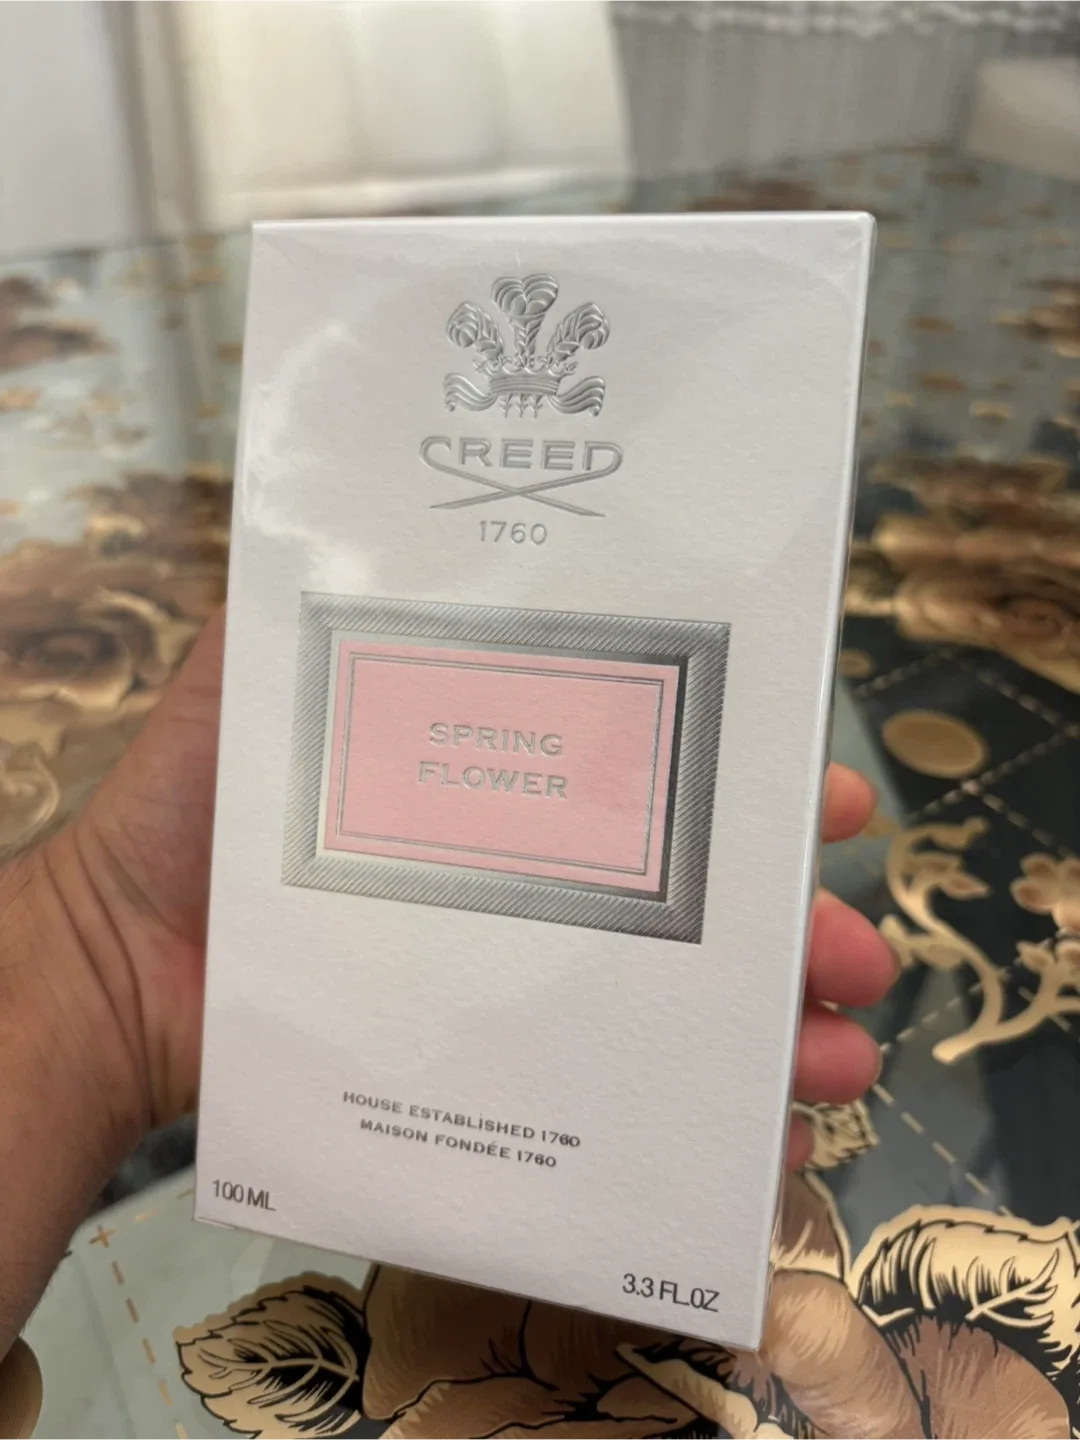 CREED
1760
SPRING
FLOWER
HOUSE ESTABLISHED 1760
MAISON FONDÉE 1760
100 ML
3.3 FL.OZ